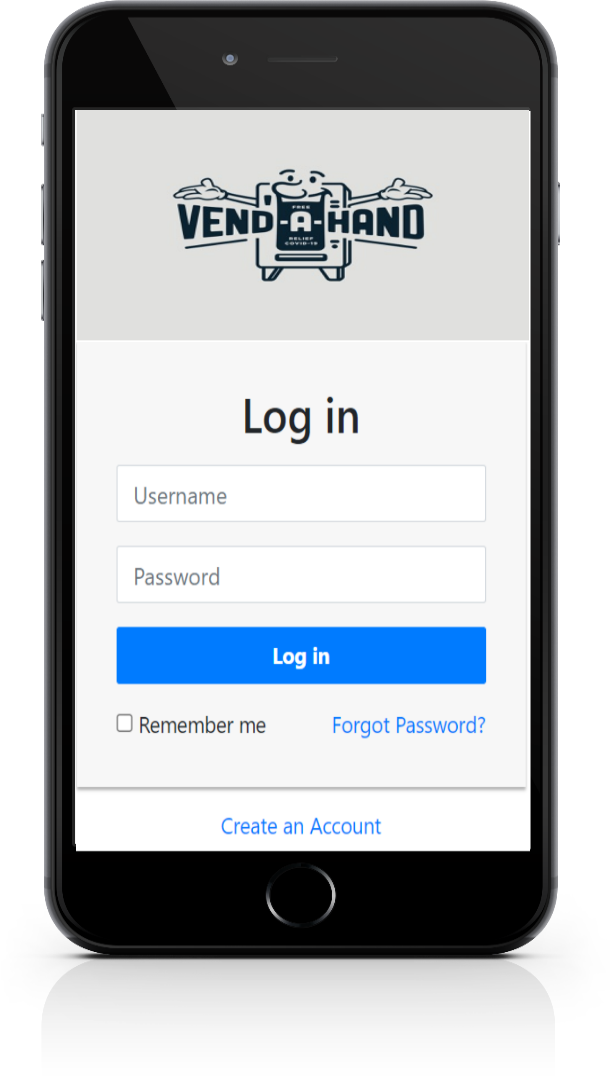 FREE
VEND-A-HAND
RELIEF
COVID-19
Log in
Username
Password
Log in
Remember me Forgot Password?
Create an Account